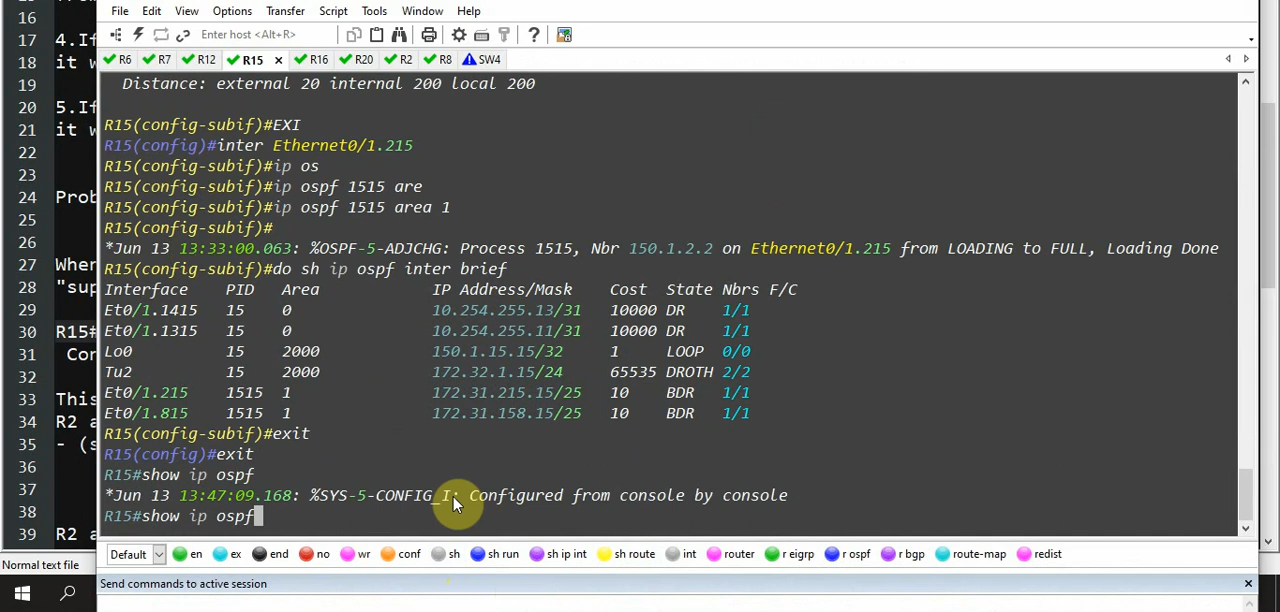 File Edit View Options Transfer Script Tools Window Help
Enter host <Alt+R>
R6 R7 R12 R15 × R16 R20 R2 R8 SW4
Distance: external 20 internal 200 local 200
R15(config-subif)#EXI
R15(config)#inter Ethernet0/1.215
R15(config-subif)#ip os
R15(config-subif)#ip ospf 1515 are
R15(config-subif)#ip ospf 1515 area 1
R15(config-subif)#
*Jun 13 13:33:00.063: %OSPF-5-ADJCHG: Process 1515, Nbr 150.1.2.2 on Ethernet0/1.215 from LOADING to FULL, Loading Done
R15(config-subif)#do sh ip ospf inter brief
Interface PID Area IP Address/Mask Cost State Nbrs F/C
Et0/1.1415 15 0 10.254.255.13/31 10000 DR 1/1
Et0/1.1315 15 0 10.254.255.11/31 10000 DR 1/1
Lo0 15 2000 150.1.15.15/32 1 LOOP 0/0
Tu2 15 2000 172.32.1.15/24 65535 DROTH 2/2
Et0/1.215 1515 1 172.31.215.15/25 10 BDR 1/1
Et0/1.815 1515 1 172.31.158.15/25 10 BDR 1/1
R15(config-subif)#exit
R15(config)#exit
R15#show ip ospf
*Jun 13 13:47:09.168: %SYS-5-CONFIG_I: Configured from console by console
R15#show ip ospf
Default en ex end no wr conf sh sh run sh ip int sh route int router r eigrp r ospf r bgp route-map redist
Send commands to active session ×
16
17 4.If
18 it w
19
20 5.If
21 it w
22
23
24 Prob
25
26
27 When
28 "sup
29
30 R15#
31 Con
32
33 This
34 R2 a
35 - (s
36
37
38
39 R2 a
Normal text file